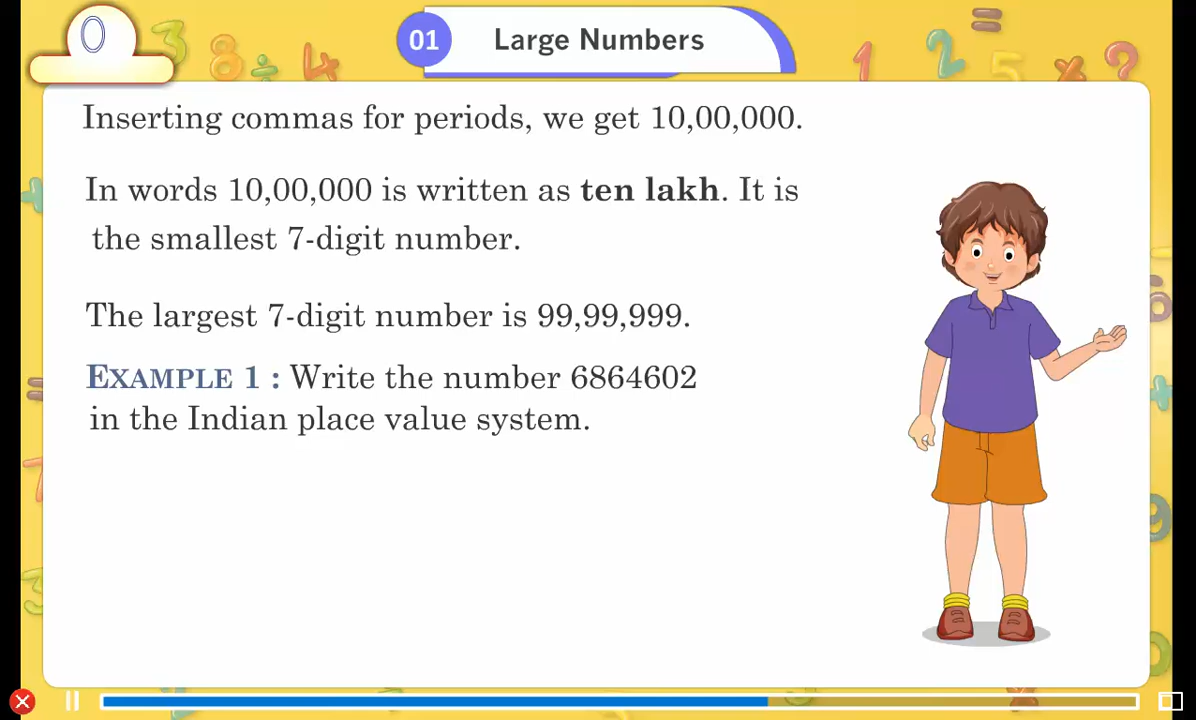 0
01 Large Numbers
Inserting commas for periods, we get 10,00,000.
In words 10,00,000 is written as ten lakh. It is
the smallest 7-digit number.
The largest 7-digit number is 99,99,999.
EXAMPLE 1 : Write the number 6864602
in the Indian place value system.